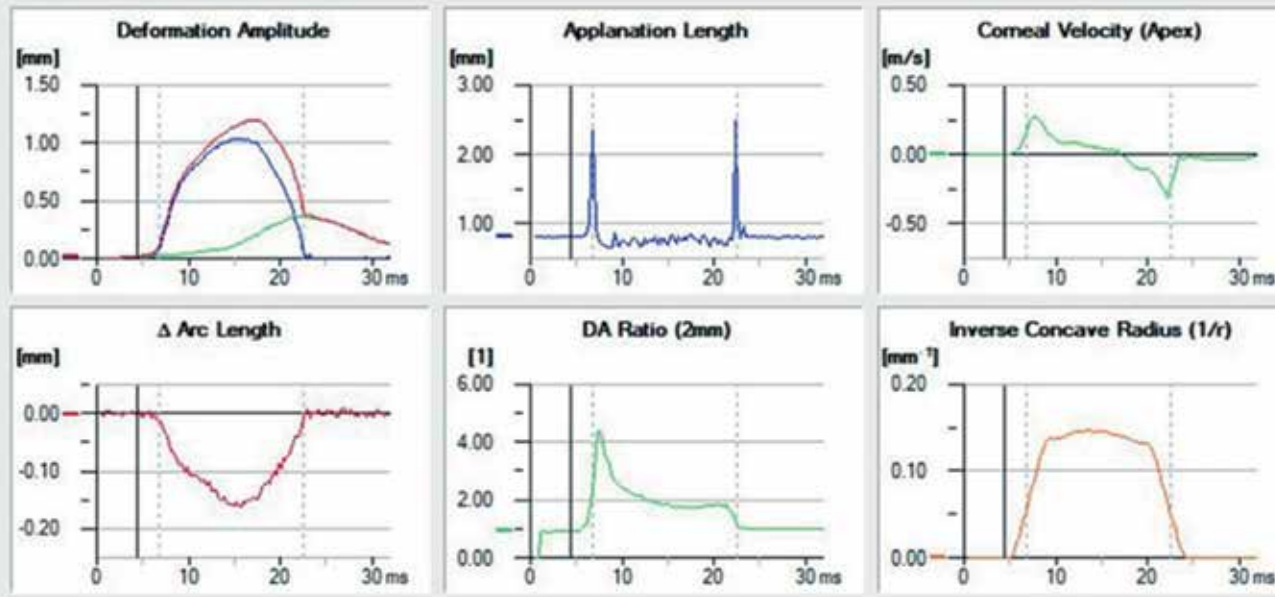 Deformation Amplitude
[mm]
1.50
1.00
0.50
0.00
0 10 20 30 ms
Applanation Length
[mm]
3.00
2.00
1.00
10 20 30 ms
Corneal Velocity (Apex)
[m/s]
0.50
0.00
-0.50
0 10 20 30 ms
Δ Arc Length
[mm]
0.00
-0.10
-0.20
0 10 20 30 ms
DA Ratio (2mm)
[1]
6.00
4.00
2.00
0.00
10 20 30 ms
Inverse Concave Radius (1/r)
[mm⁻¹]
0.20
0.10
0.00
0 10 20 30 ms